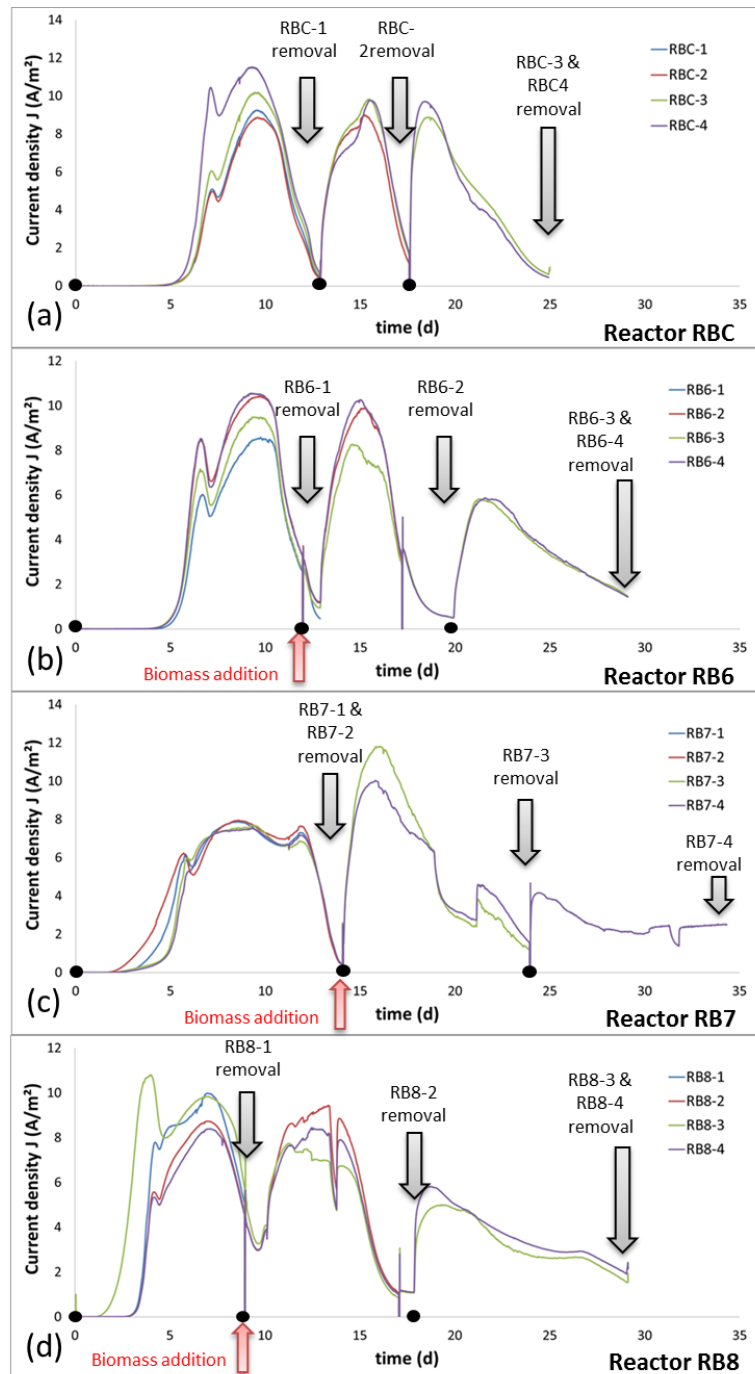 14
12
10
8
6
4
2
0
Current density J (A/m²)
RBC-1
removal
RBC-
2removal
RBC-3 &
RBC4
removal
RBC-1
RBC-2
RBC-3
RBC-4
0 5 10 15 20 25 30 35
time (d)
(a)
Reactor RBC
12
10
8
6
4
2
0
Current density J (A/m²)
RB6-1
removal
RB6-2
removal
RB6-3 &
RB6-4
removal
RB6-1
RB6-2
RB6-3
RB6-4
0 5 10 15 20 25 30 35
time (d)
(b)
Biomass addition
Reactor RB6
14
12
10
8
6
4
2
0
Current density J (A/m²)
RB7-1 &
RB7-2
removal
RB7-3
removal
RB7-4
removal
RB7-1
RB7-2
RB7-3
RB7-4
0 5 10 15 20 25 30 35
time (d)
(c)
Biomass addition
Reactor RB7
12
10
8
6
4
2
0
Current density J (A/m²)
RB8-1
removal
RB8-2
removal
RB8-3 &
RB8-4
removal
RB8-1
RB8-2
RB8-3
RB8-4
0 5 10 15 20 25 30 35
time (d)
(d)
Biomass addition
Reactor RB8